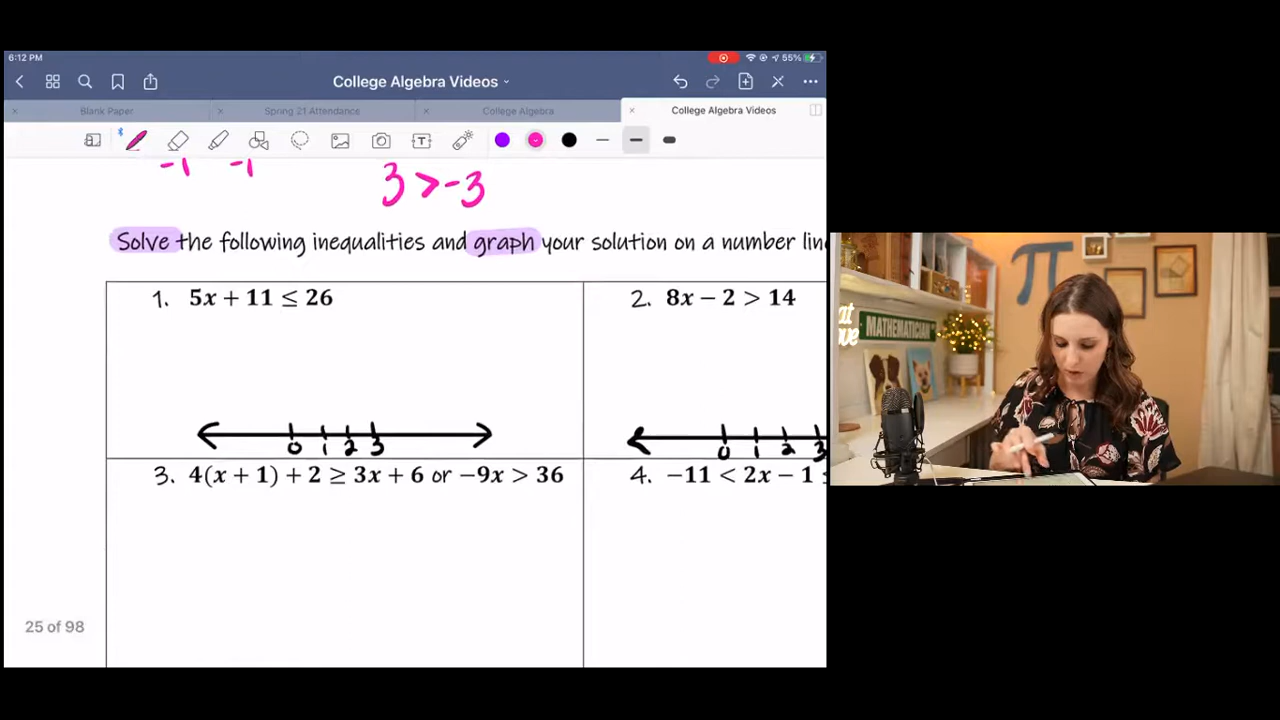 6:12 PM
55%
College Algebra Videos
Blank Paper
Spring 21 Attendance
College Algebra
College Algebra Videos
-1 -1
3 > -3
Solve the following inequalities and graph your solution on a number lin
1. 5x + 11 ≤ 26
2. 8x − 2 > 14
0 1 2 3
0 1 2 3
3. 4(x + 1) + 2 ≥ 3x + 6 or −9x > 36
4. −11 < 2x − 1 ≤
25 of 98
MATHEMATICIAN